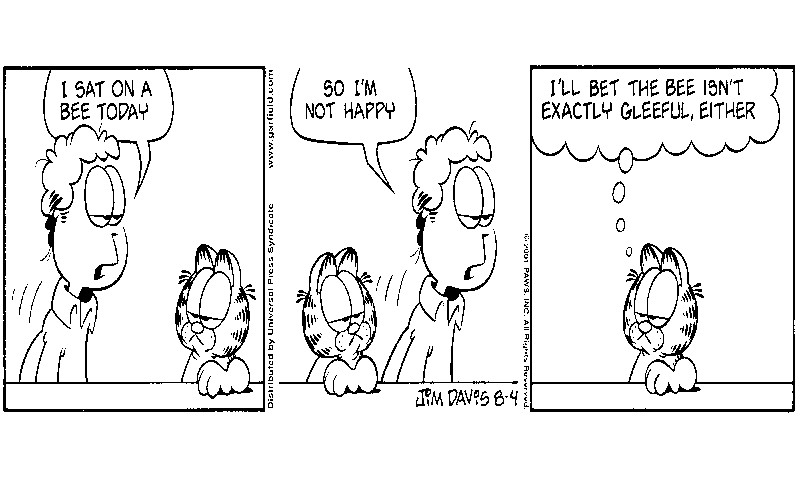 I SAT ON A
BEE TODAY
www.garfield.com
Distributed by Universal Press Syndicate
SO I'M
NOT HAPPY
JIM DAVIS 8-4
PAWS, INC. All Rights Reserved.
I'LL BET THE BEE ISN'T
EXACTLY GLEEFUL, EITHER